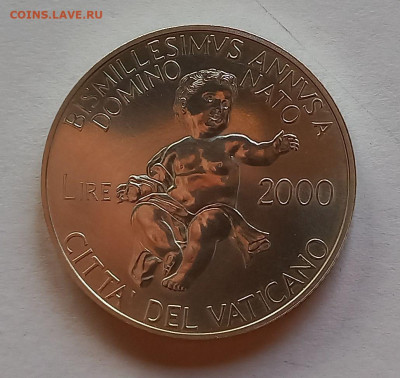 COINS.LAVE.RU
BISMILLESIMVS ANNVS A
DOMINO NATO
LIRE 2000
CITTA' DEL VATICANO